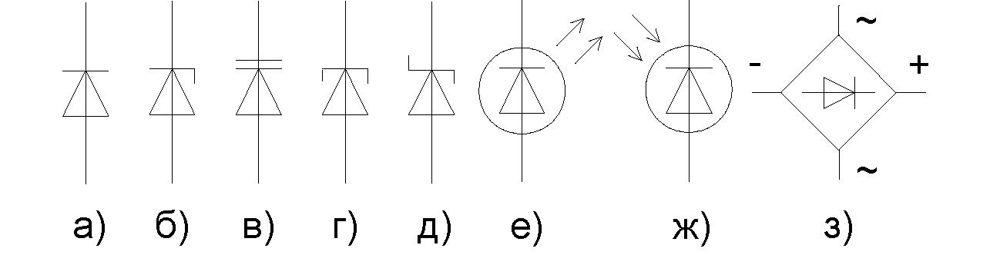 ~
- +
~
а) б) в) г) д) е) ж) з)